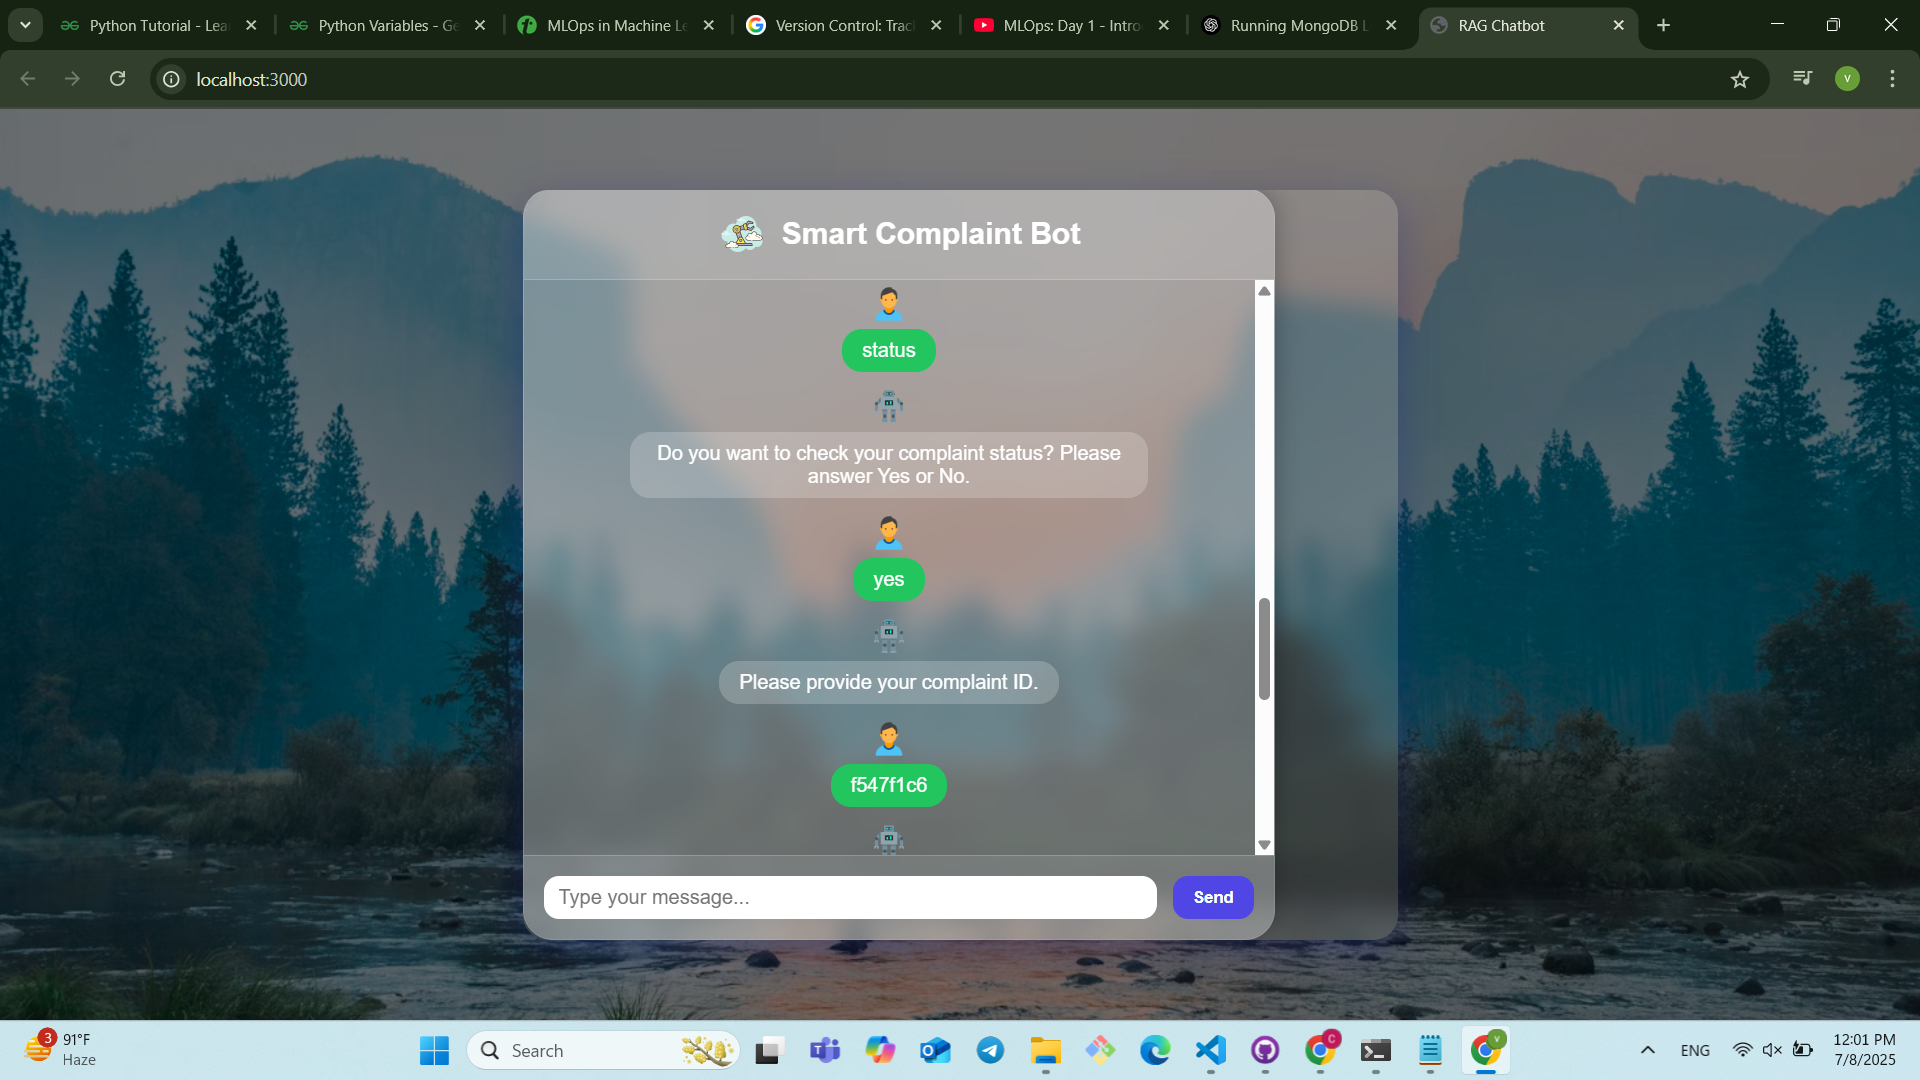 Python Tutorial - Lea
Python Variables - Ge
MLOps in Machine Le
Version Control: Trac
MLOps: Day 1 - Intro
Running MongoDB L
RAG Chatbot
localhost:3000
V
Smart Complaint Bot
status
Do you want to check your complaint status? Please
answer Yes or No.
yes
Please provide your complaint ID.
f547f1c6
Type your message...
Send
3
91°F
Haze
Search
C
V
ENG
12:01 PM
7/8/2025